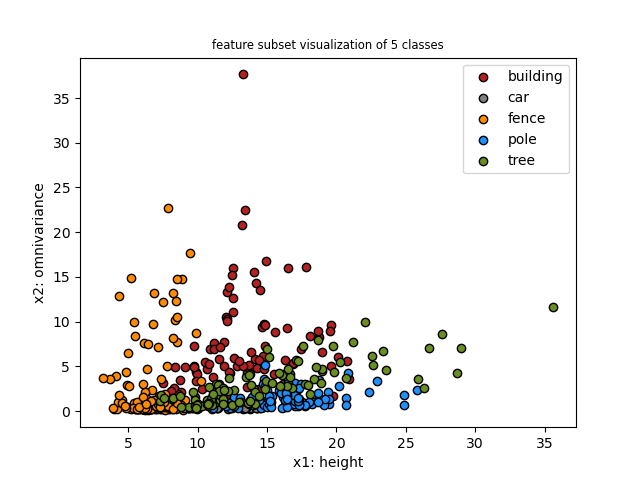 feature subset visualization of 5 classes
building
car
fence
pole
tree
x2: omnivariance
35
30
25
20
15
10
5
0
5
10
15
20
25
30
35
x1: height